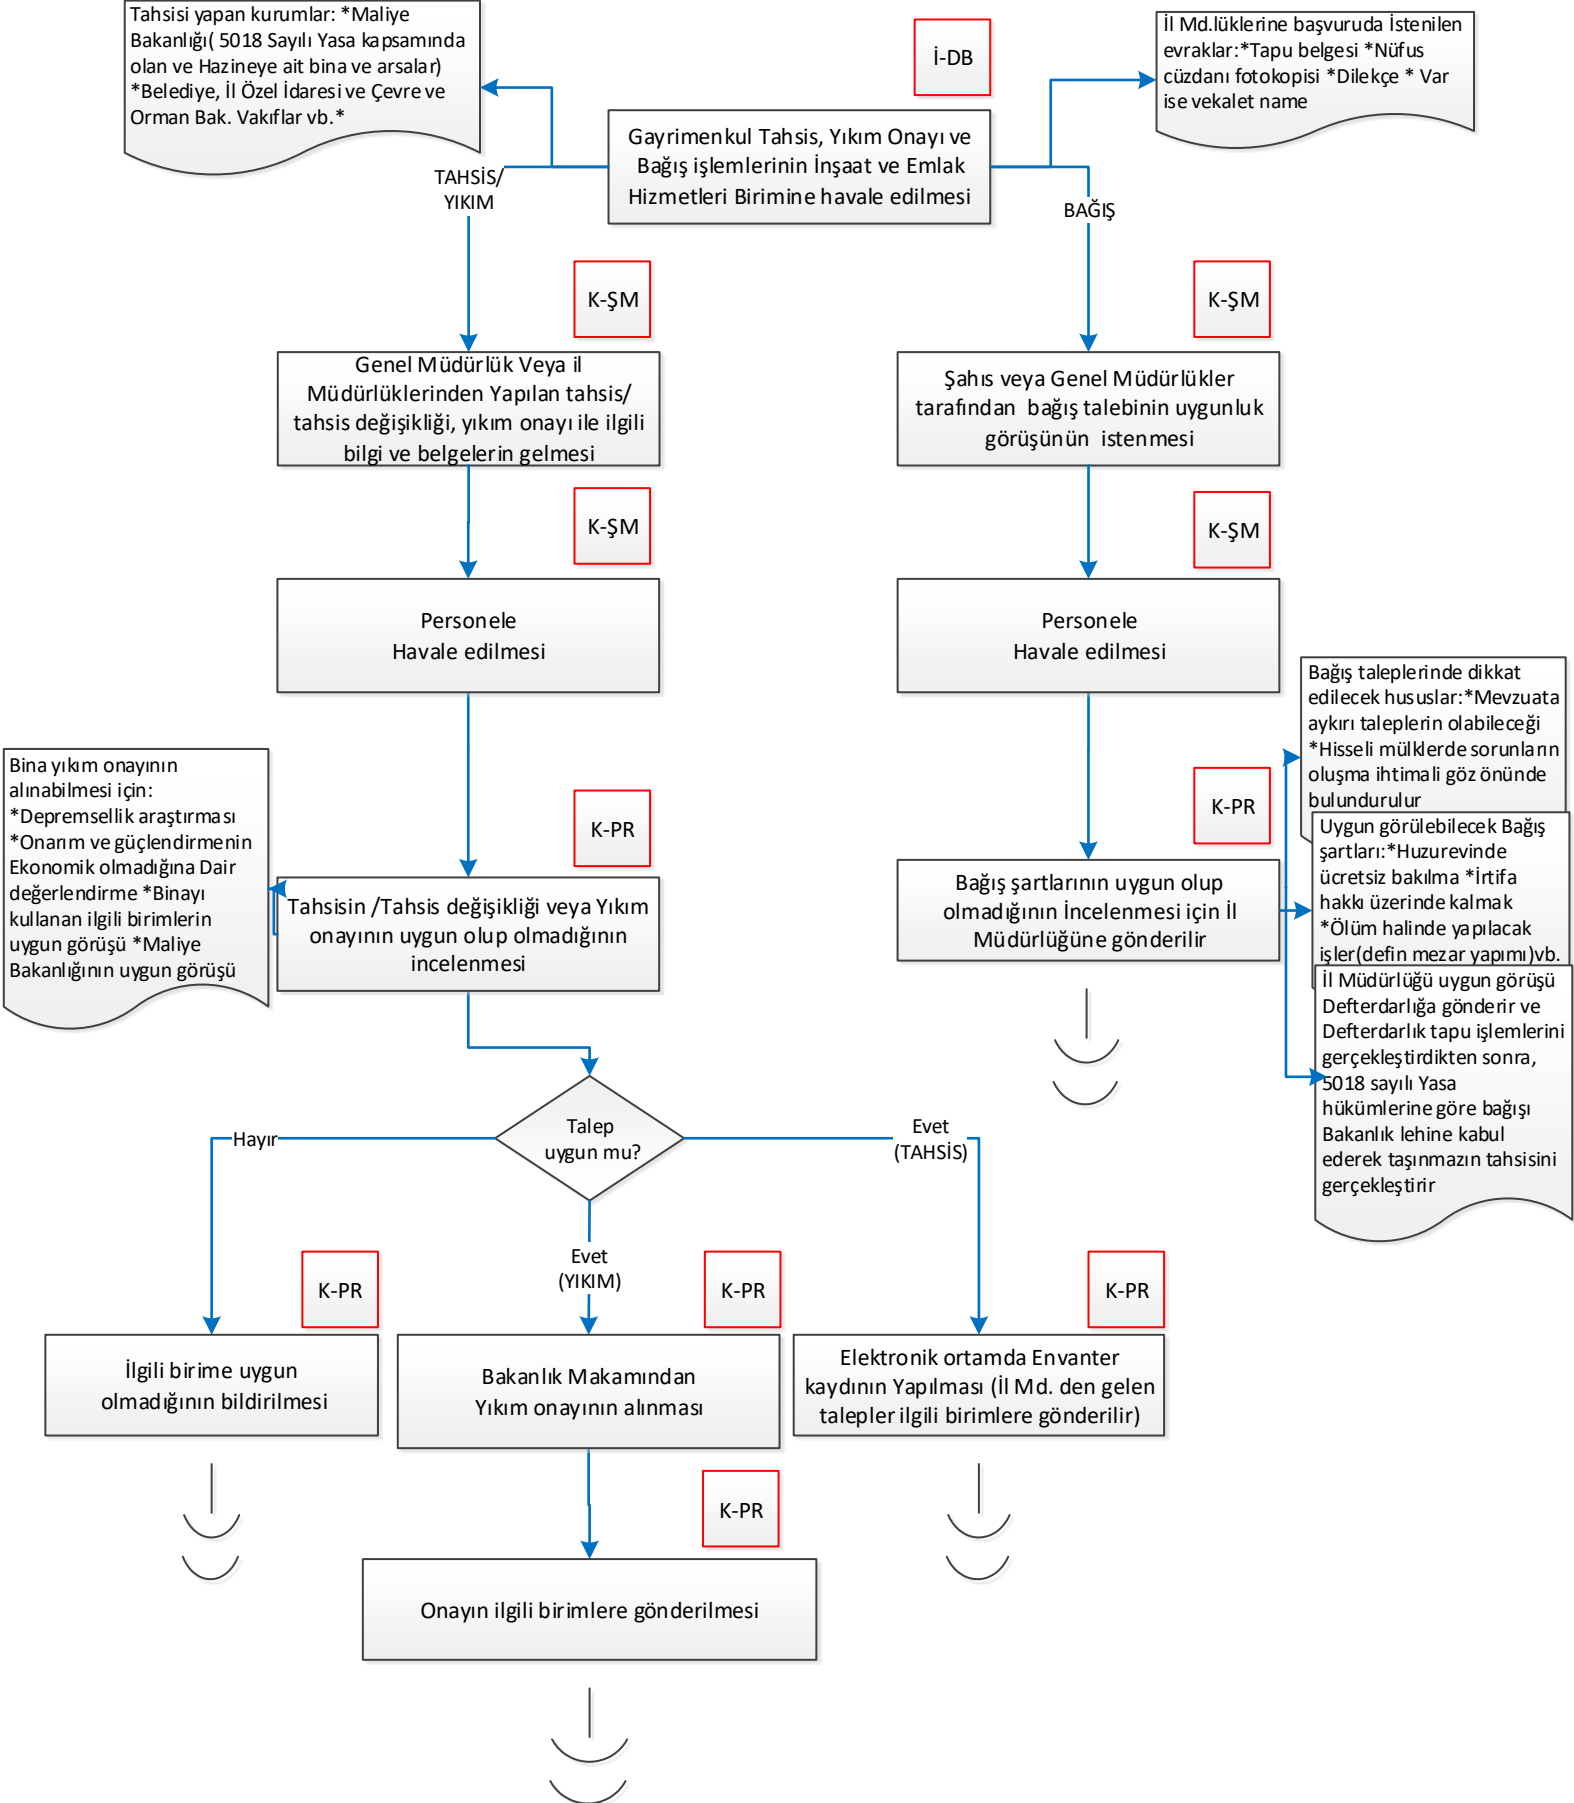 Tahsisi yapan kurumlar: *Maliye
Bakanlığı( 5018 Sayılı Yasa kapsamında
olan ve Hazineye ait bina ve arsalar)
*Belediye, İl Özel İdaresi ve Çevre ve
Orman Bak. Vakıflar vb.*
İ-DB
İl Md.lüklerine başvuruda İstenilen
evraklar:*Tapu belgesi *Nüfus
cüzdanı fotokopisi *Dilekçe * Var
ise vekalet name
Gayrimenkul Tahsis, Yıkım Onayı ve
Bağış işlemlerinin İnşaat ve Emlak
Hizmetleri Birimine havale edilmesi
TAHSİS/
YIKIM
BAĞIŞ
K-ŞM
K-ŞM
Genel Müdürlük Veya il
Müdürlüklerinden Yapılan tahsis/
tahsis değişikliği, yıkım onayı ile ilgili
bilgi ve belgelerin gelmesi
Şahıs veya Genel Müdürlükler
tarafından  bağış talebinin uygunluk
görüşünün  istenmesi
K-ŞM
K-ŞM
Personele
Havale edilmesi
Personele
Havale edilmesi
Bağış taleplerinde dikkat
edilecek hususlar:*Mevzuata
aykırı taleplerin olabileceği
*Hisseli mülklerde sorunların
oluşma ihtimali göz önünde
bulundurulur
Bina yıkım onayının
alınabilmesi için:
*Depremsellik araştırması
*Onarım ve güçlendirmenin
Ekonomik olmadığına Dair
değerlendirme *Binayı
kullanan ilgili birimlerin
uygun görüşü *Maliye
Bakanlığının uygun görüşü
K-PR
K-PR
Uygun görülebilecek Bağış
şartları:*Huzurevinde
ücretsiz bakılma *İrtifa
hakkı üzerinde kalmak
*Ölüm halinde yapılacak
işler(defin mezar yapımı)vb.
Tahsisin /Tahsis değişikliği veya Yıkım
onayının uygun olup olmadığının
incelenmesi
Bağış şartlarının uygun olup
olmadığının İncelenmesi için İl
Müdürlüğüne gönderilir
İl Müdürlüğü uygun görüşü
Defterdarlığa gönderir ve
Defterdarlık tapu işlemlerini
gerçekleştirdikten sonra,
5018 sayılı Yasa
hükümlerine göre bağışı
Bakanlık lehine kabul
ederek taşınmazın tahsisini
gerçekleştirir
Talep
uygun mu?
Hayır
Evet
(TAHSİS)
Evet
(YIKIM)
K-PR
K-PR
K-PR
İlgili birime uygun
olmadığının bildirilmesi
Bakanlık Makamından
Yıkım onayının alınması
Elektronik ortamda Envanter
kaydının Yapılması (İl Md. den gelen
talepler ilgili birimlere gönderilir)
K-PR
Onayın ilgili birimlere gönderilmesi